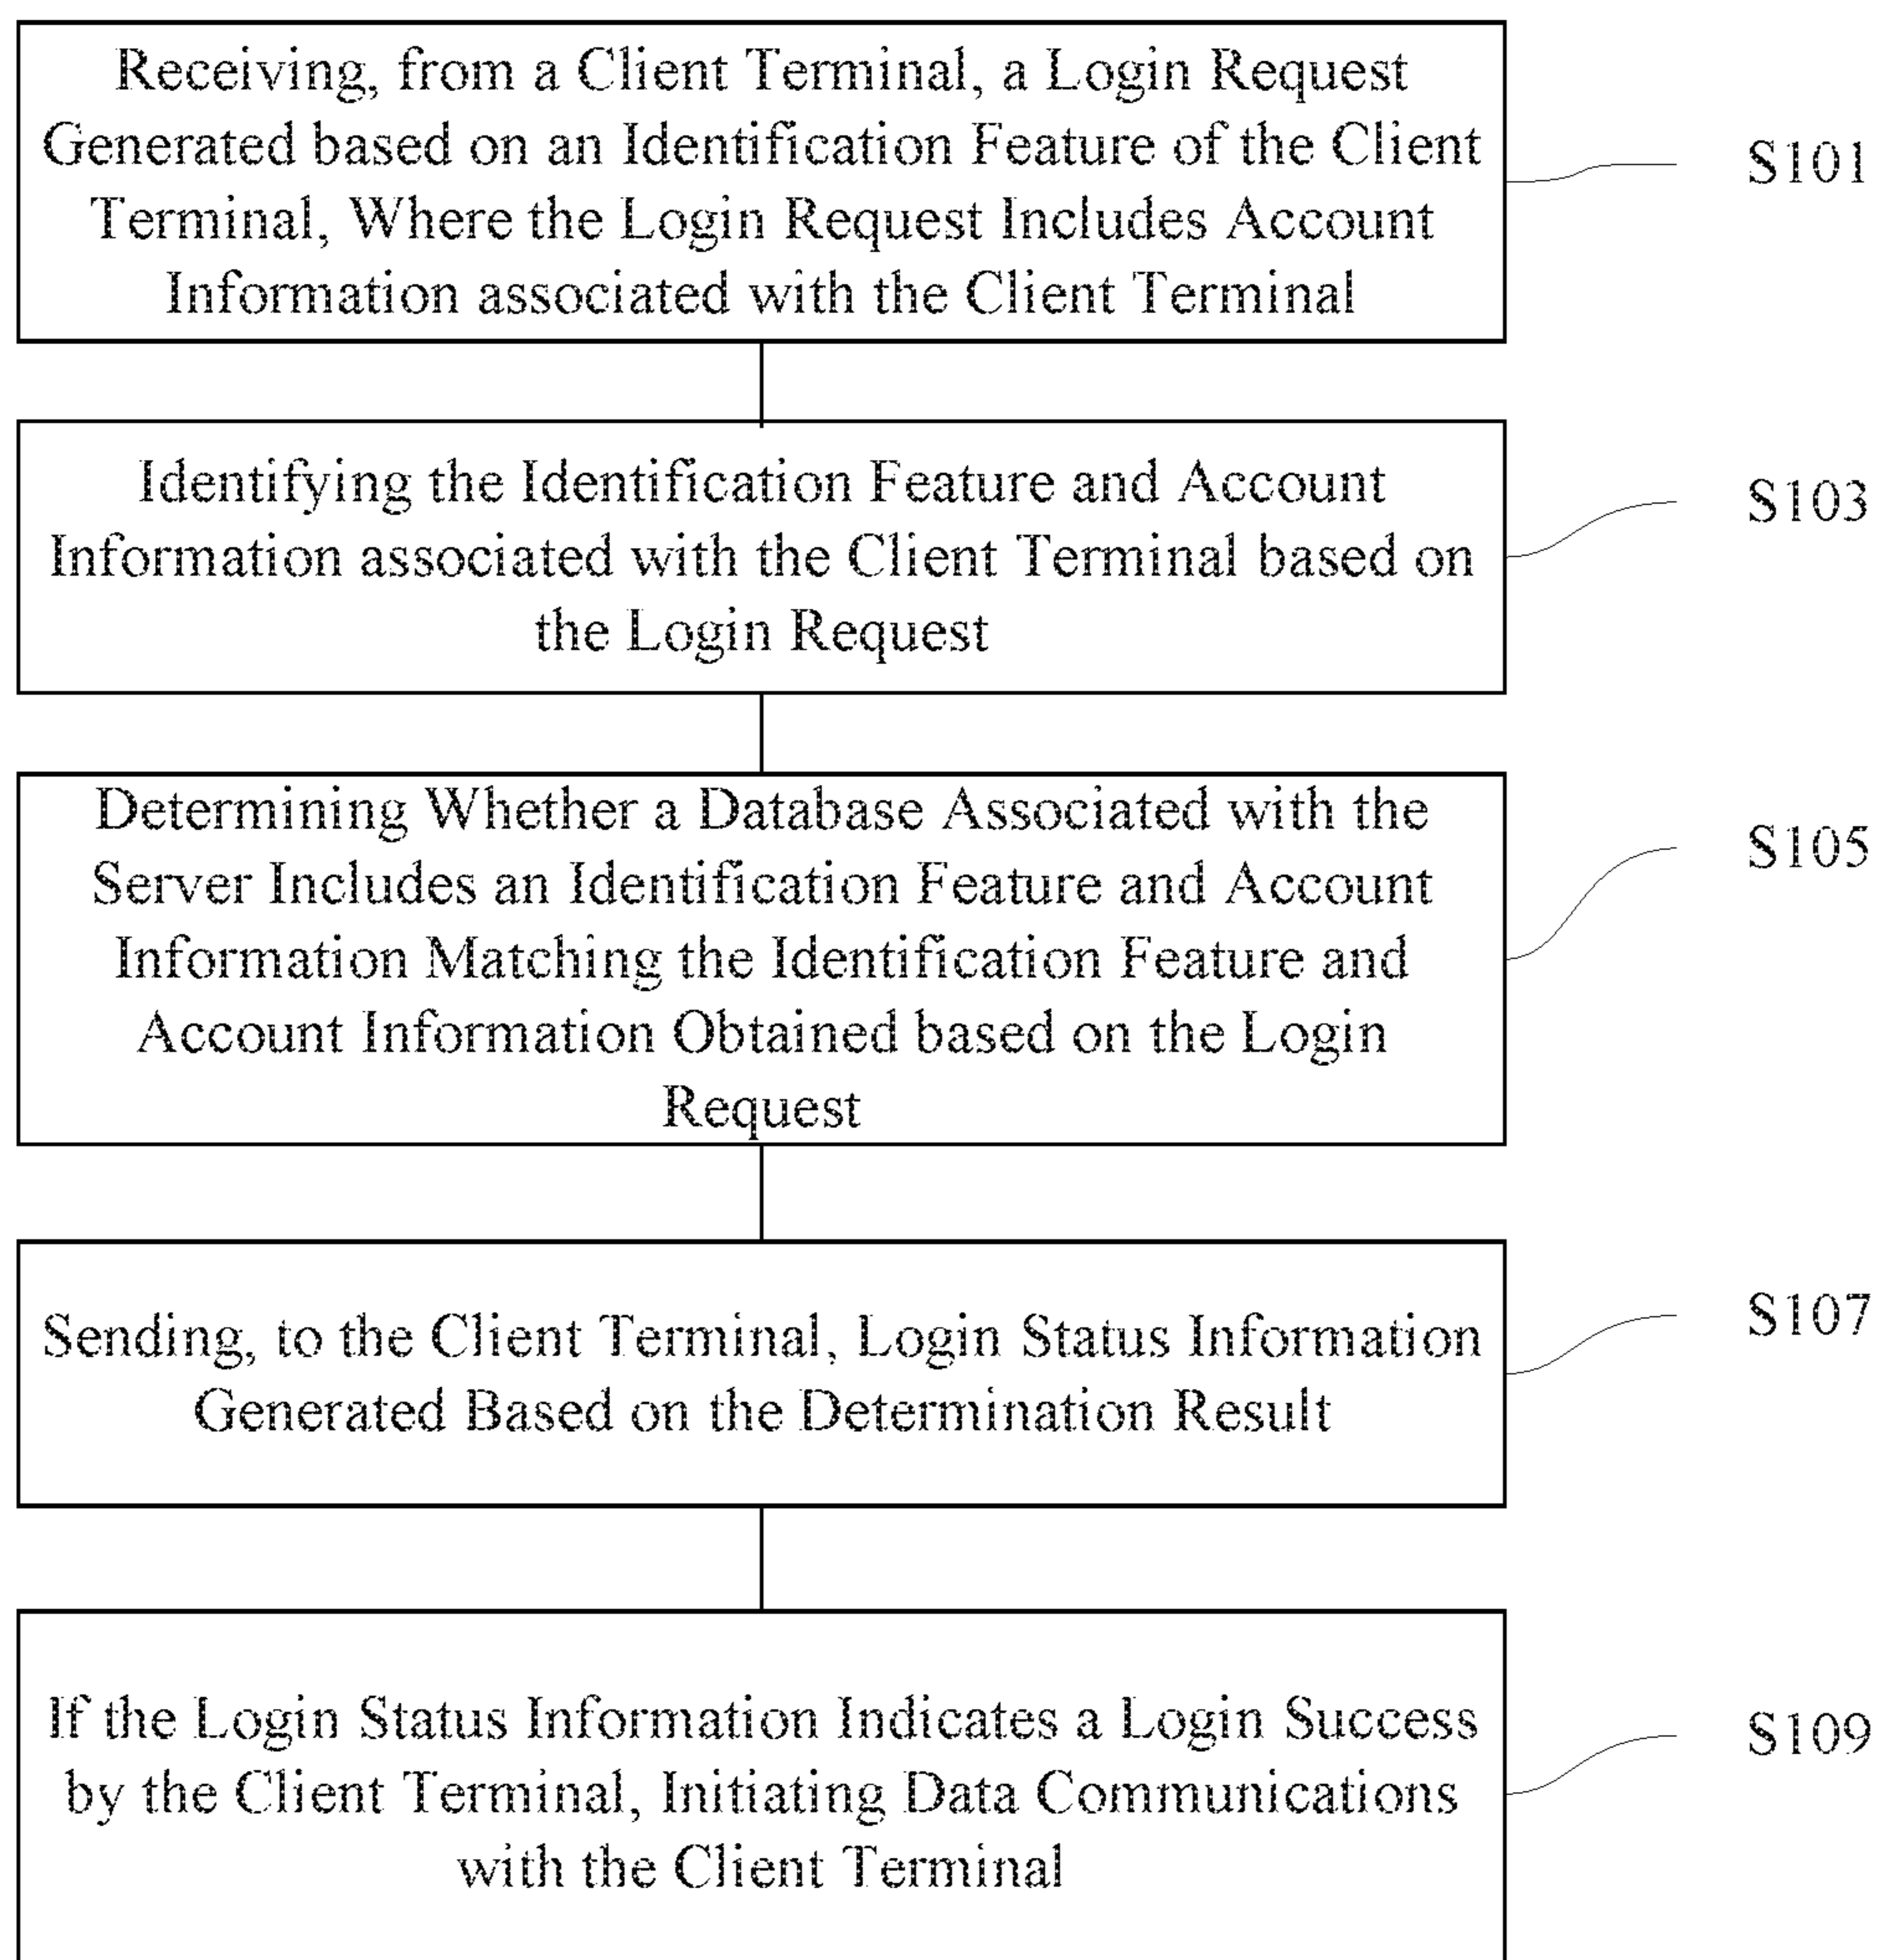 Receiving, from a Client Terminal, a Login Request
Generated based on an Identification Feature of the Client
Terminal, Where the Login Request Includes Account
Information associated with the Client Terminal
S101
Identifying the Identification Feature and Account
Information associated with the Client Terminal based on
the Login Request
S103
Determining Whether a Database Associated with the
Server Includes an Identification Feature and Account
Information Matching the Identification Feature and
Account Information Obtained based on the Login
Request
S105
Sending, to the Client Terminal, Login Status Information
Generated Based on the Determination Result
S107
If the Login Status Information Indicates a Login Success
by the Client Terminal, Initiating Data Communications
with the Client Terminal
S109